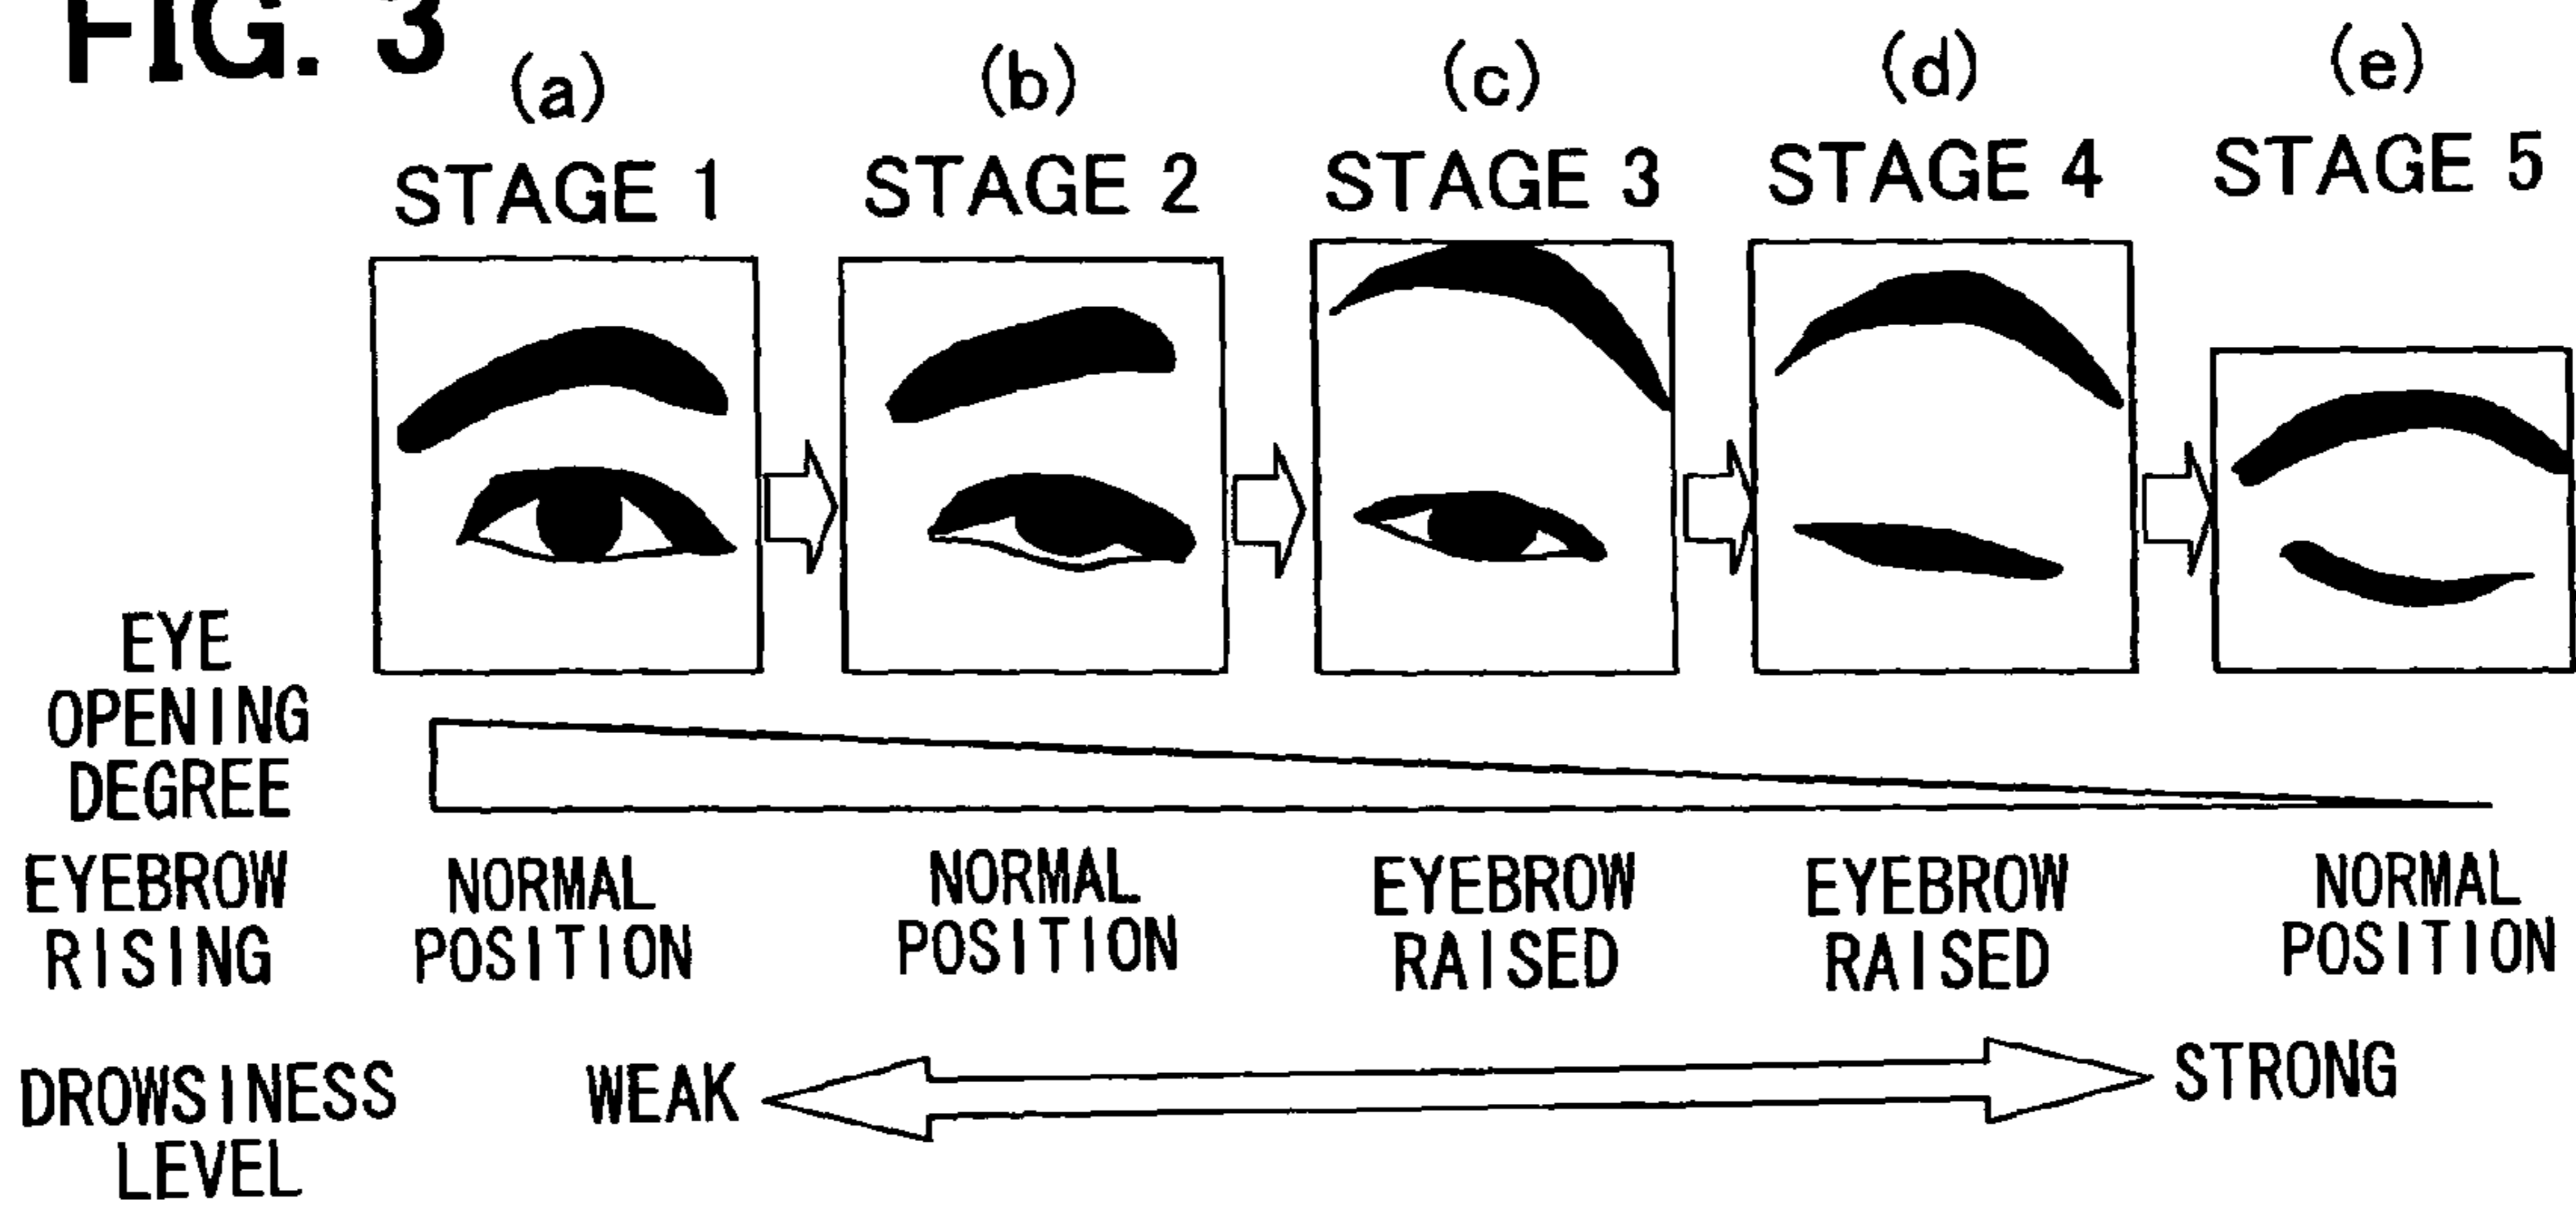 FIG. 3
(a) (b) (c) (d) (e)
STAGE 1 STAGE 2 STAGE 3 STAGE 4 STAGE 5
EYE
OPENING
DEGREE
EYEBROW RISING
NORMAL POSITION
NORMAL POSITION
EYEBROW RAISED
EYEBROW RAISED
NORMAL POSITION
DROWSINESS
LEVEL
WEAK STRONG